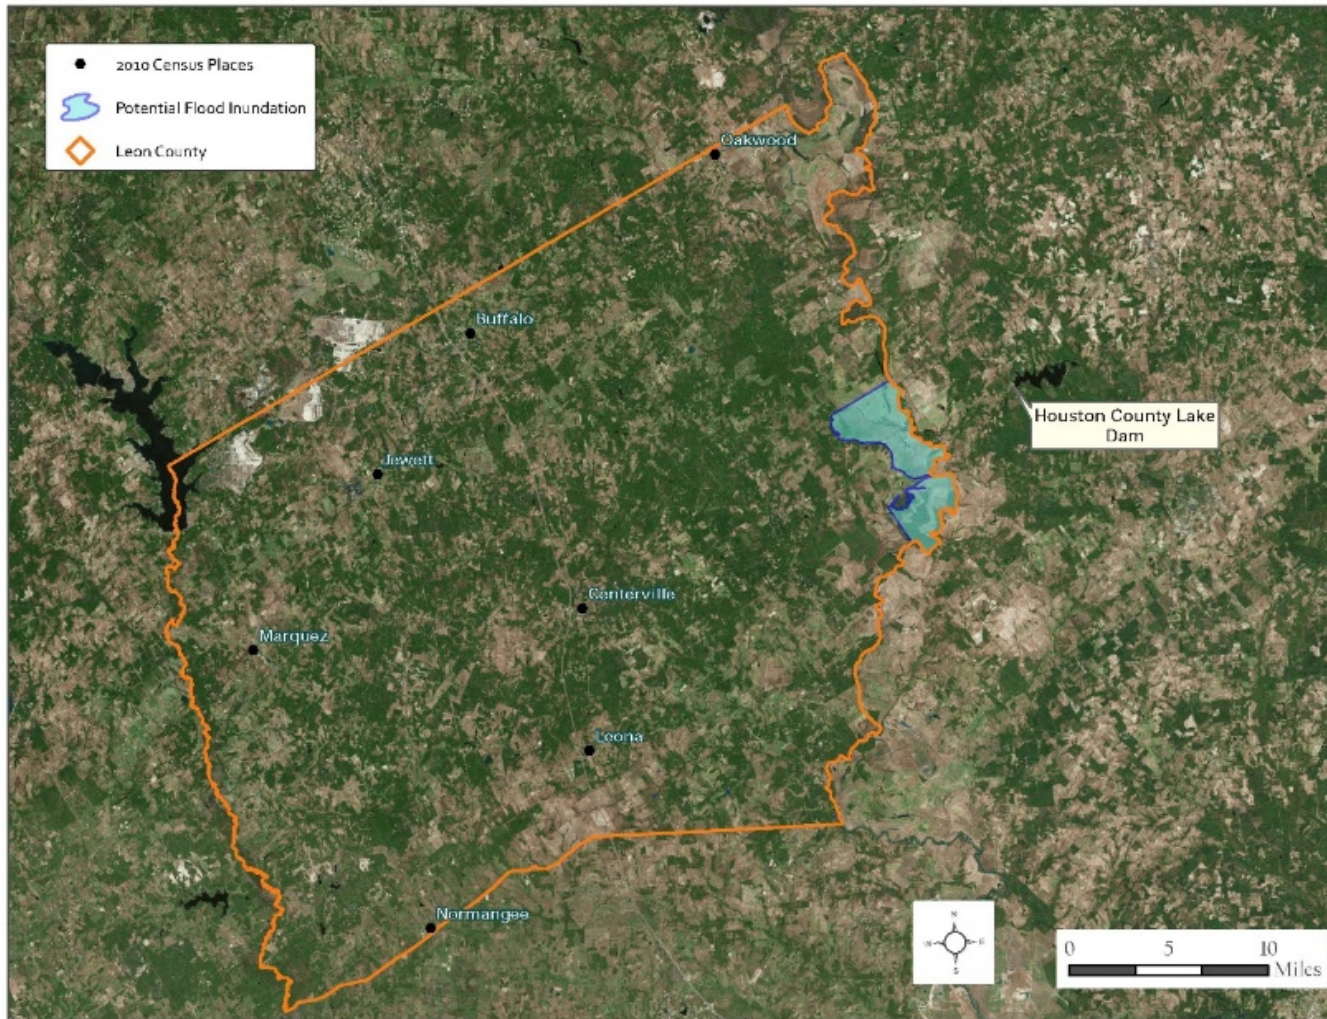 2010 Census Places
Potential Flood Inundation
Leon County
Oakwood
Buffalo
Houston County Lake
Dam
Jewett
Centerville
Marquez
Leona
Normangee
N
W E
S
0 5 10
Miles